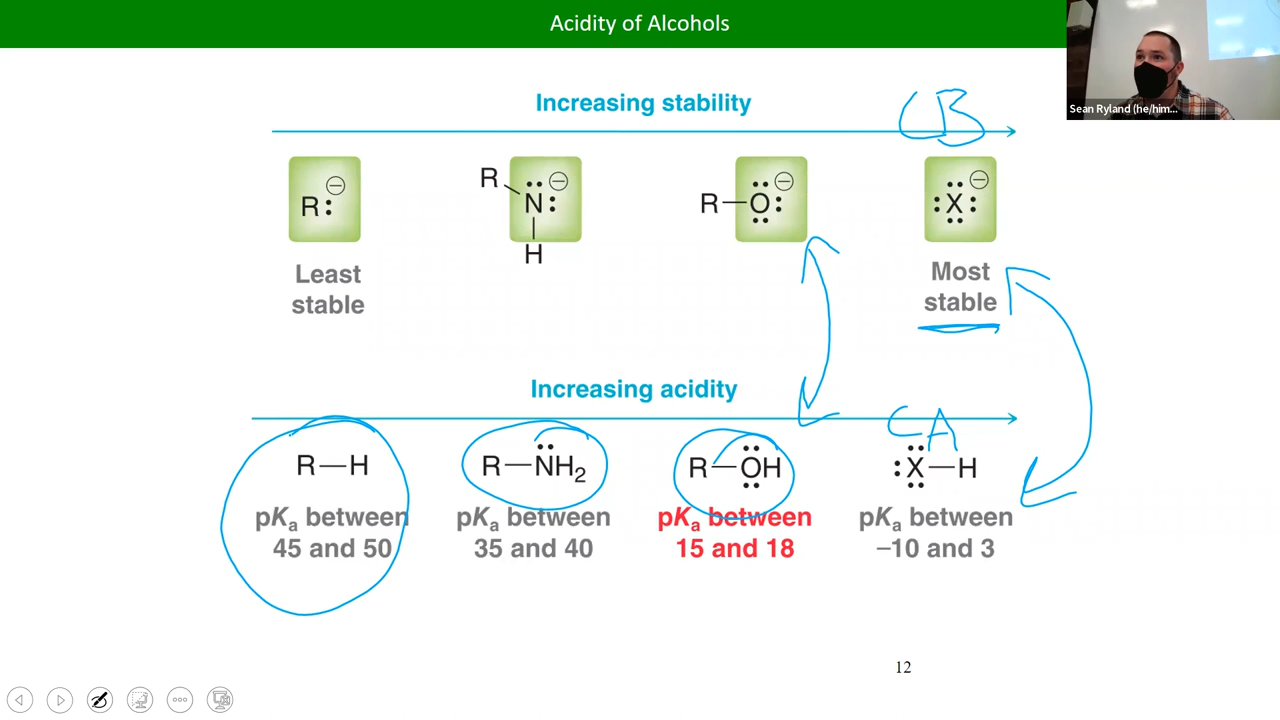 Acidity of Alcohols
Sean Ryland (he/him...
Increasing stability
CB
R:⊖
R N:⊖ H
R—O:⊖
:X:⊖
Least
stable
Most
stable
Increasing acidity
CA
R—H
R—NH₂
R—OH
:X—H
pKₐ between
45 and 50
pKₐ between
35 and 40
pKₐ between
15 and 18
pKₐ between
−10 and 3
12